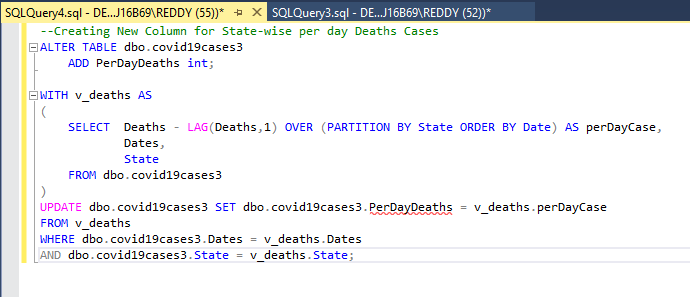 SQLQuery4.sql - DE...J16B69\REDDY (55))* SQLQuery3.sql - DE...J16B69\REDDY (52))*
--Creating New Column for State-wise per day Deaths Cases
ALTER TABLE dbo.covid19cases3
ADD PerDayDeaths int;
WITH v_deaths AS
(
SELECT Deaths - LAG(Deaths,1) OVER (PARTITION BY State ORDER BY Date) AS perDayCase,
Dates,
State
FROM dbo.covid19cases3
)
UPDATE dbo.covid19cases3 SET dbo.covid19cases3.PerDayDeaths = v_deaths.perDayCase
FROM v_deaths
WHERE dbo.covid19cases3.Dates = v_deaths.Dates
AND dbo.covid19cases3.State = v_deaths.State;